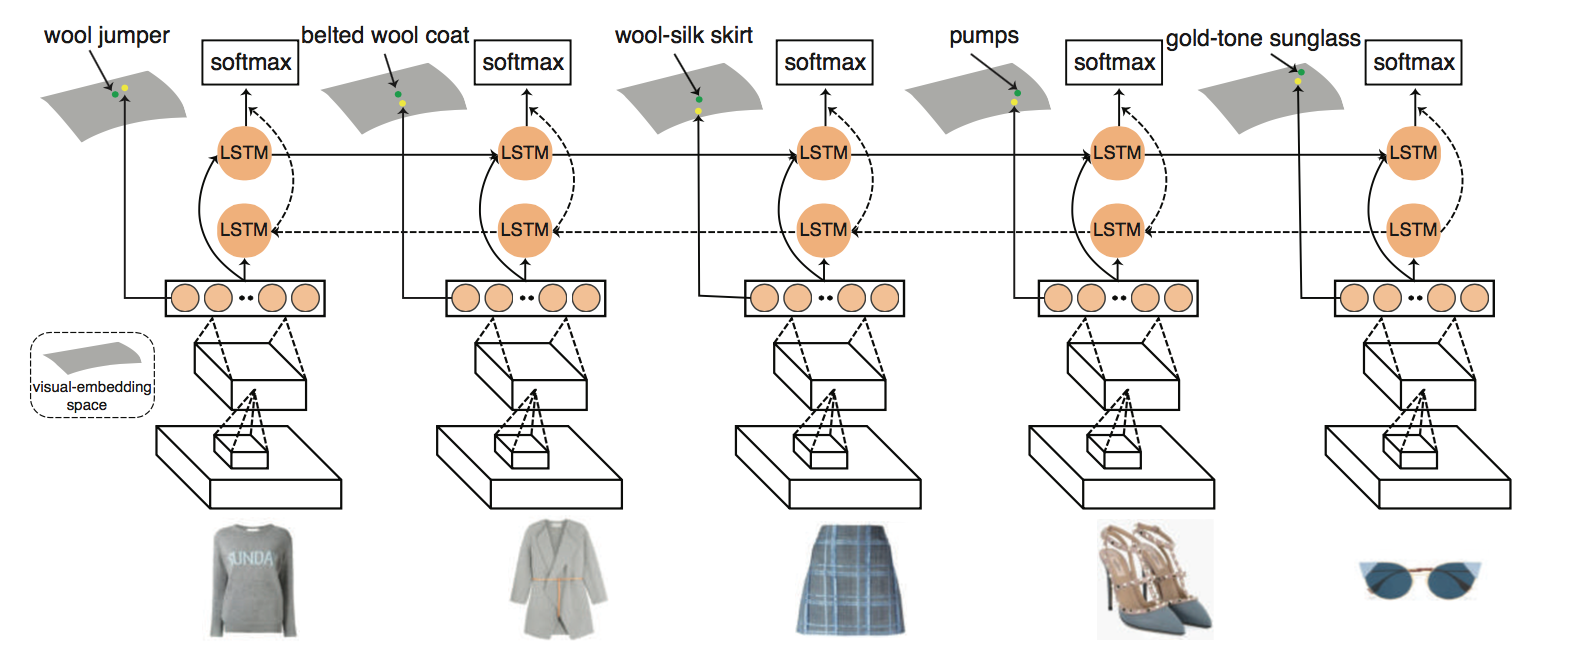 wool jumper
softmax
belted wool coat
softmax
wool-silk skirt
softmax
pumps
softmax
gold-tone sunglass
softmax
LSTM
LSTM
LSTM
LSTM
LSTM
LSTM
LSTM
LSTM
LSTM
LSTM
visual-embedding
space
SUNDAY